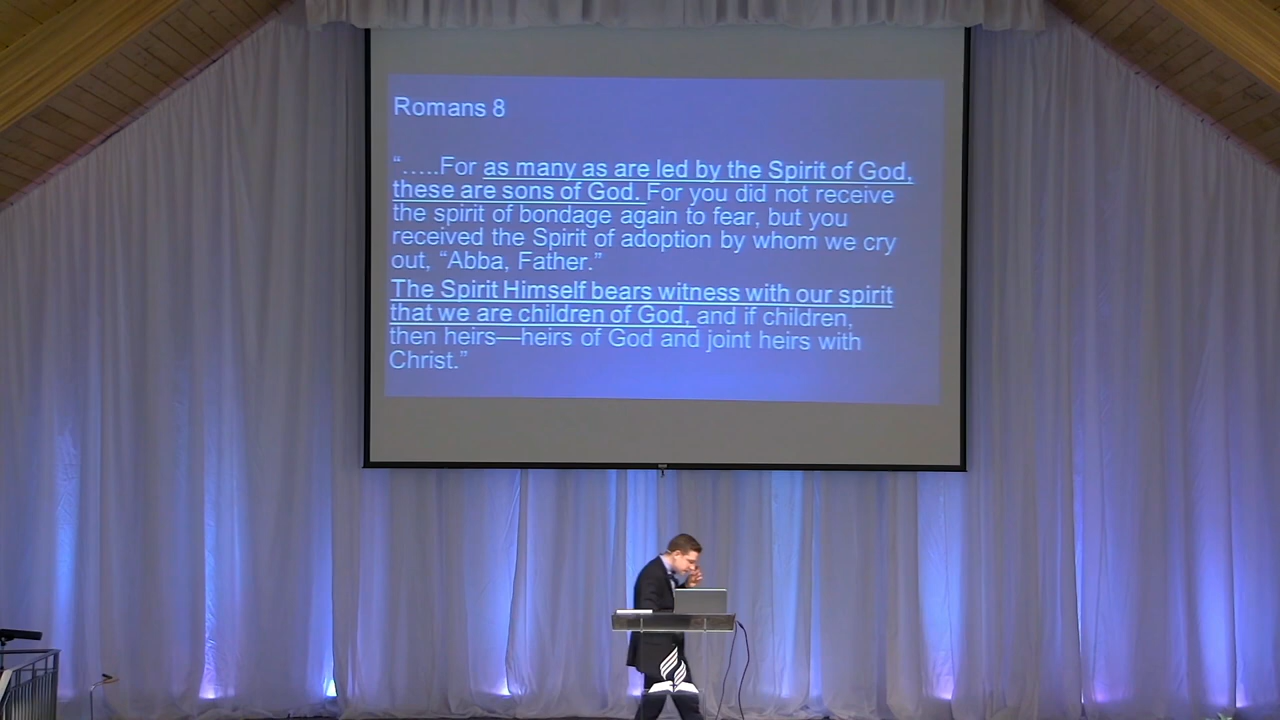 Romans 8
“.....For as many as are led by the Spirit of God,
these are sons of God. For you did not receive
the spirit of bondage again to fear, but you
received the Spirit of adoption by whom we cry
out, “Abba, Father.”
The Spirit Himself bears witness with our spirit
that we are children of God, and if children,
then heirs—heirs of God and joint heirs with
Christ.”